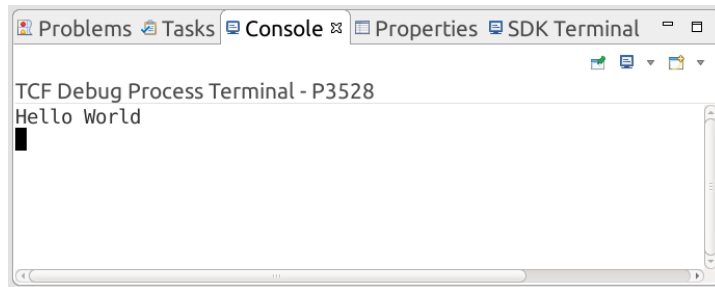 Problems Tasks Console Properties SDK Terminal
TCF Debug Process Terminal - P3528
Hello World